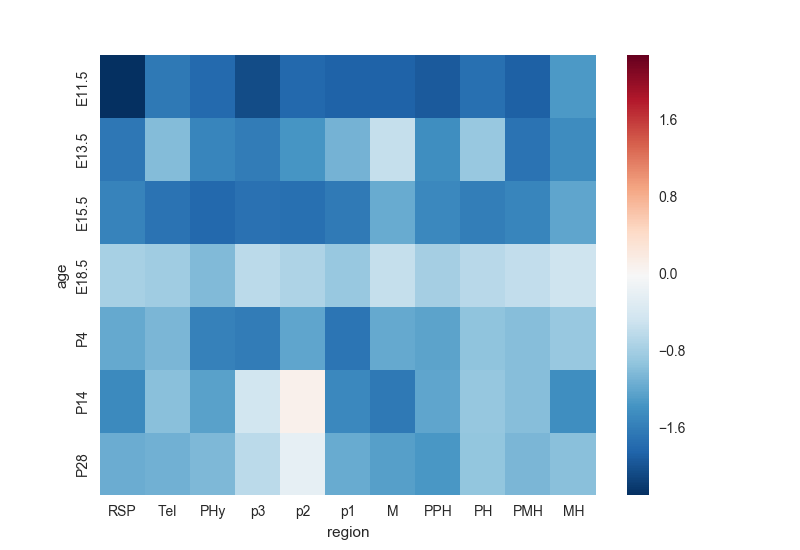 E11.5
E13.5
E15.5
E18.5
P4
P14
P28
age
RSP Tel PHy p3 p2 p1 M PPH PH PMH MH
region
1.6
0.8
0.0
−0.8
−1.6